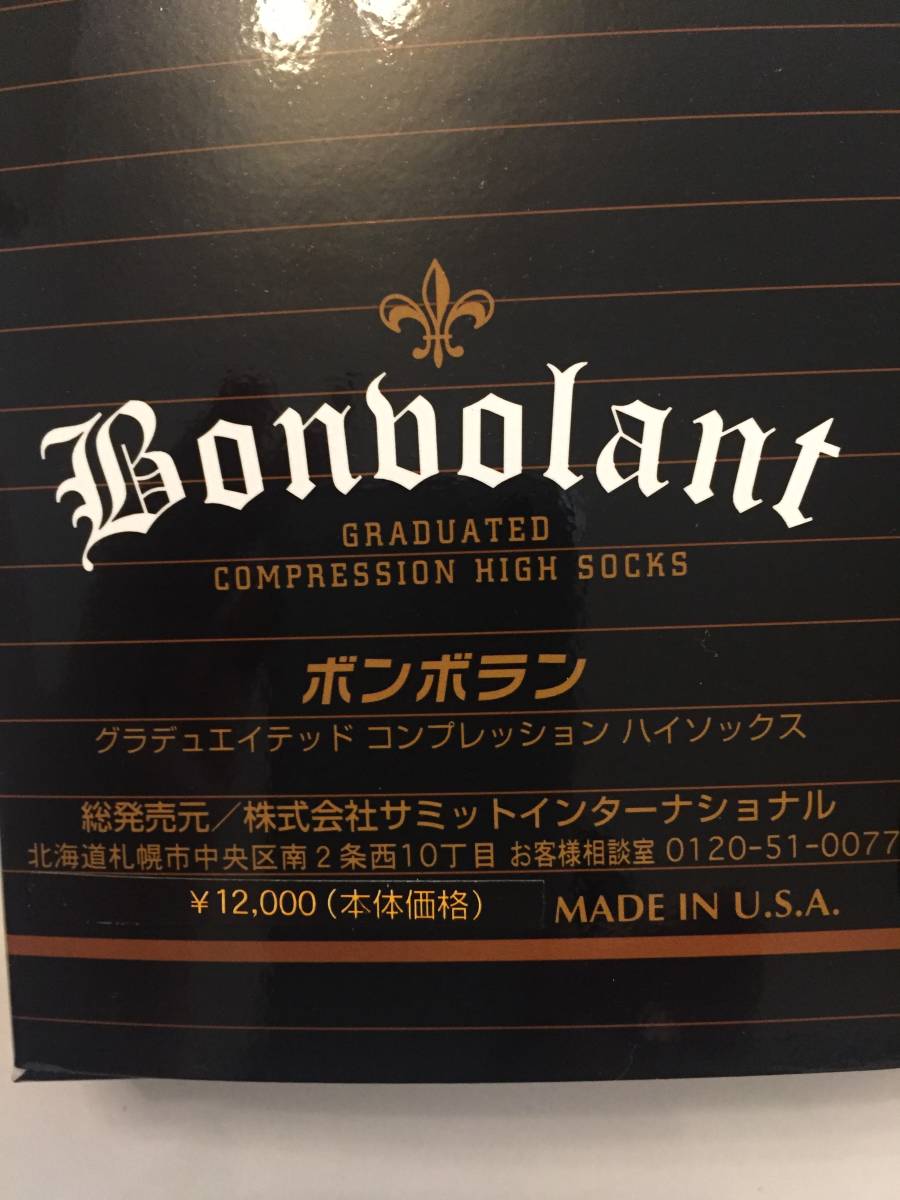 Bonvolant
GRADUATED
COMPRESSION HIGH SOCKS
ボンボラン
グラデュエイテッド コンプレッション ハイソックス
総発売元／株式会社サミットインターナショナル
北海道札幌市中央区南2条西10丁目 お客様相談室 0120-51-0077
¥12,000（本体価格） MADE IN U.S.A.